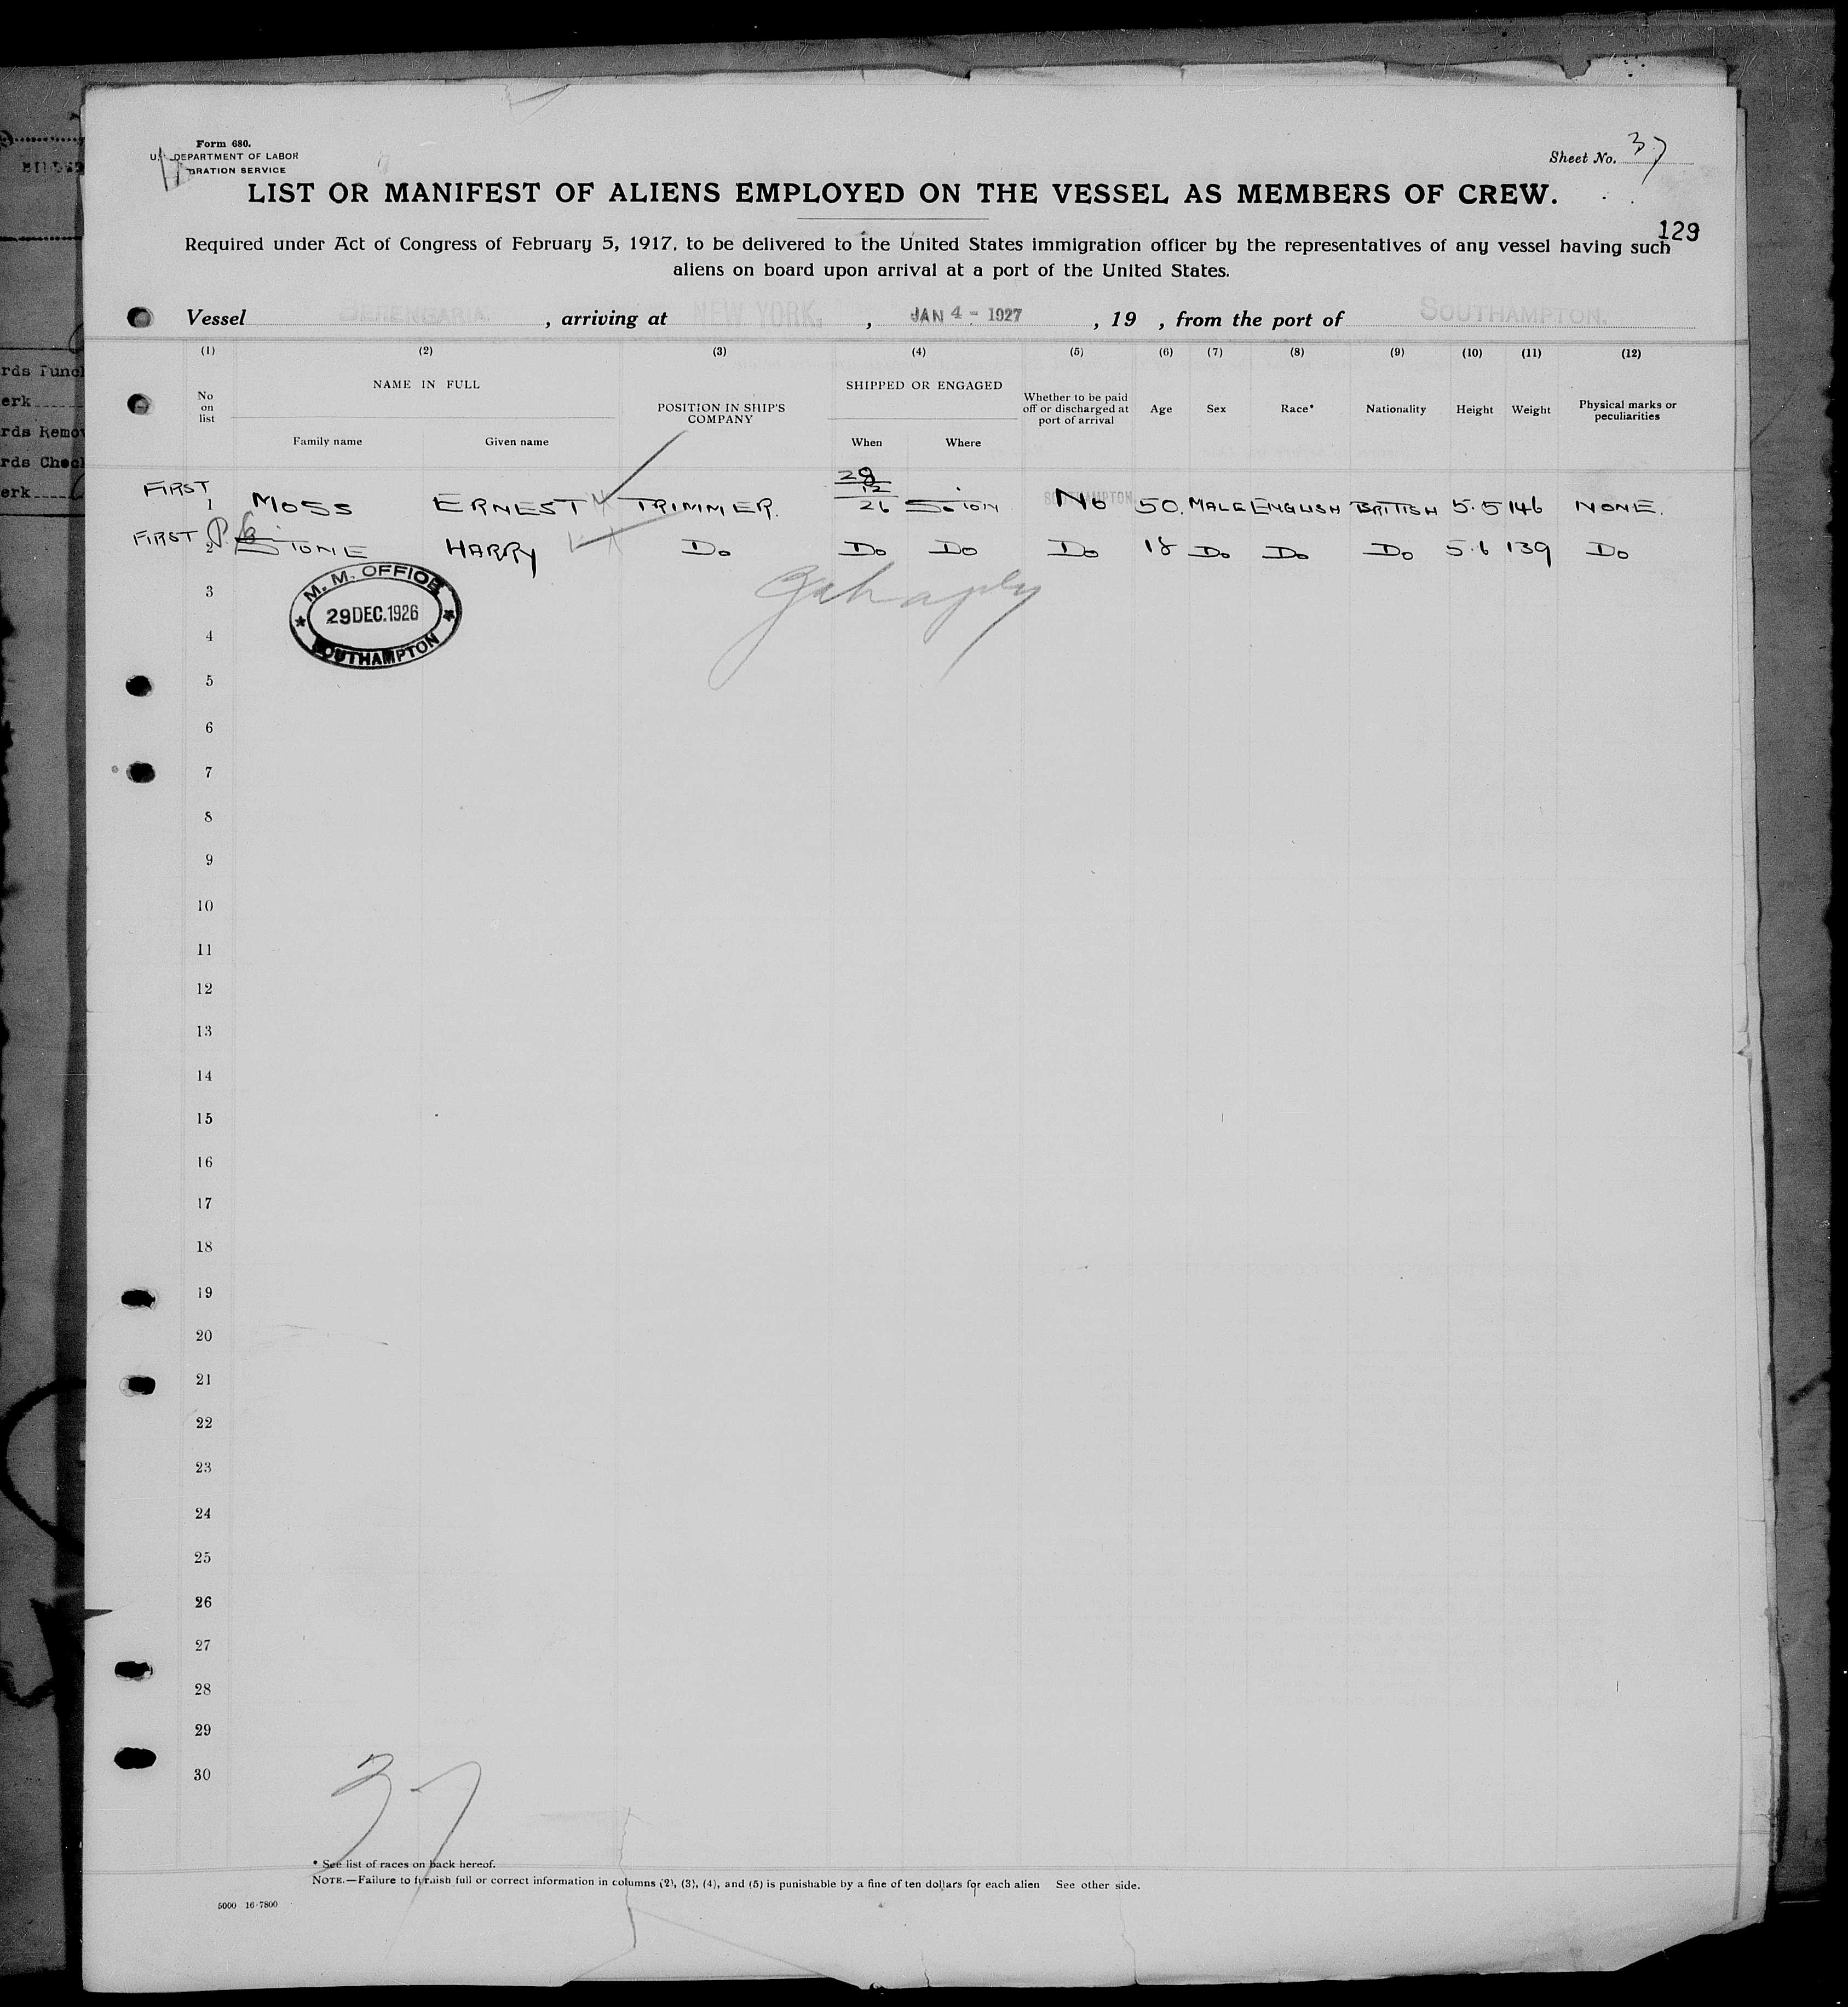 Form 680.
U. DEPARTMENT OF LABOR
GRATION SERVICE
Sheet No. 37
LIST OR MANIFEST OF ALIENS EMPLOYED ON THE VESSEL AS MEMBERS OF CREW.
129
Required under Act of Congress of February 5, 1917, to be delivered to the United States immigration officer by the representatives of any vessel having such
aliens on board upon arrival at a port of the United States.
Vessel BERENGARIA. , arriving at NEW YORK. , JAN 4 - 1927 , 19 , from the port of SOUTHAMPTON.
(1) (2) (3) (4) (5) (6) (7) (8) (9) (10) (11) (12)
No on list NAME IN FULL Family name Given name POSITION IN SHIP'S COMPANY SHIPPED OR ENGAGED When Where Whether to be paid off or discharged at port of arrival Age Sex Race* Nationality Height Weight Physical marks or peculiarities
FIRST 1 MOSS ERNEST TRIMMER. 29 12 26 So'TON SOUTHAMPTON No 50. MALE ENGLISH BRITISH 5.5 146 NONE.
FIRST 2 STONE HARRY Do Do Do Do 18 Do Do Do 5.6 139 Do
M. M. OFFICE
29 DEC. 1926
SOUTHAMPTON
3
4
5
6
7
8
9
10
11
12
13
14
15
16
17
18
19
20
21
22
23
24
25
26
27
28
29
30
37
* See list of races on back hereof.
NOTE.—Failure to furnish full or correct information in columns (2), (3), (4), and (5) is punishable by a fine of ten dollars for each alien See other side.
5000 16-7800